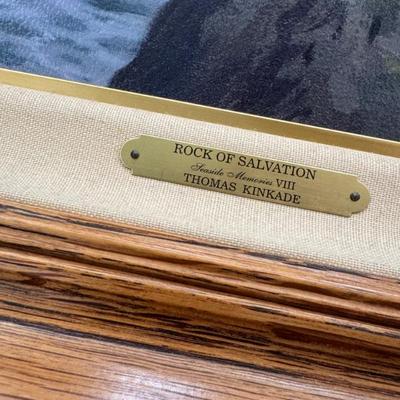 ROCK OF SALVATION
Seaside Memories VIII
THOMAS KINKADE